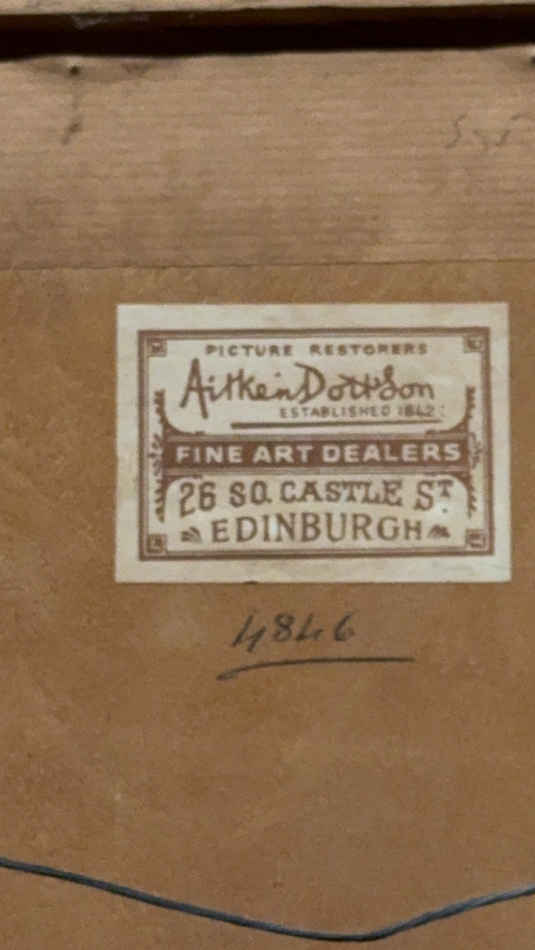 PICTURE RESTORERS
Aitken Dott & Son
ESTABLISHED 1842
FINE ART DEALERS
26 SO. CASTLE ST
EDINBURGH
4846